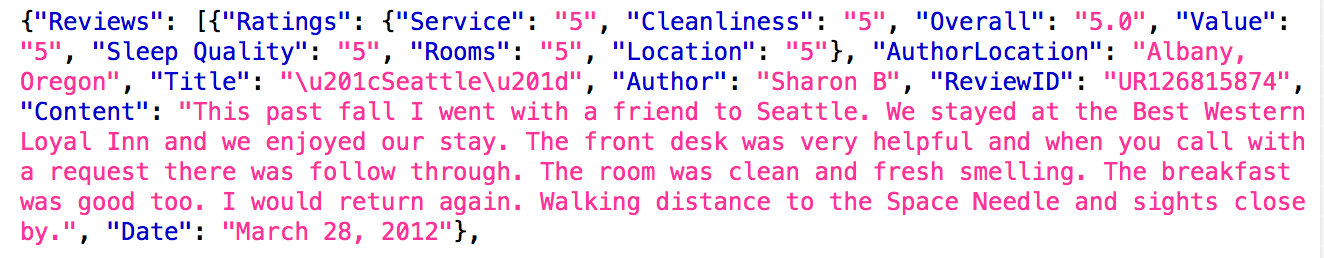 {"Reviews": [{"Ratings": {"Service": "5", "Cleanliness": "5", "Overall": "5.0", "Value":
"5", "Sleep Quality": "5", "Rooms": "5", "Location": "5"}, "AuthorLocation": "Albany,
Oregon", "Title": "\u201cSeattle\u201d", "Author": "Sharon B", "ReviewID": "UR126815874",
"Content": "This past fall I went with a friend to Seattle. We stayed at the Best Western
Loyal Inn and we enjoyed our stay. The front desk was very helpful and when you call with
a request there was follow through. The room was clean and fresh smelling. The breakfast
was good too. I would return again. Walking distance to the Space Needle and sights close
by.", "Date": "March 28, 2012"},